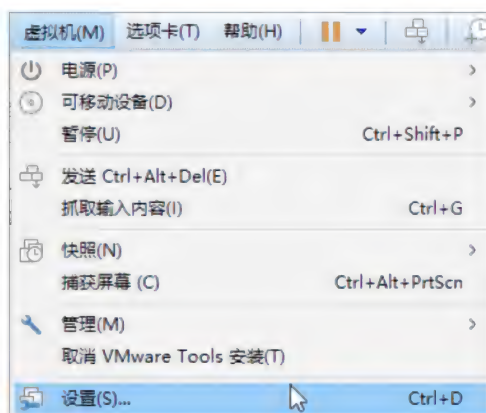 虚拟机(M) 选项卡(T) 帮助(H)
电源(P)
可移动设备(D)
暂停(U) Ctrl+Shift+P
发送 Ctrl+Alt+Del(E)
抓取输入内容(I) Ctrl+G
快照(N)
捕获屏幕 (C) Ctrl+Alt+PrtScn
管理(M)
取消 VMware Tools 安装(T)
设置(S)... Ctrl+D